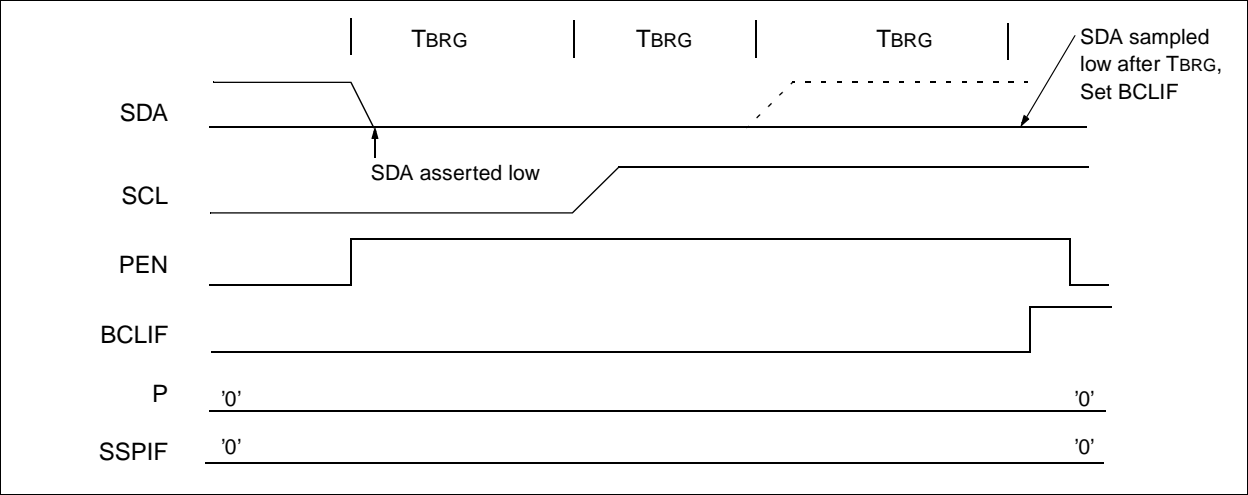 TBRG TBRG TBRG
SDA sampled
low after TBRG,
Set BCLIF
SDA
SDA asserted low
SCL
PEN
BCLIF
P '0' '0'
SSPIF '0' '0'